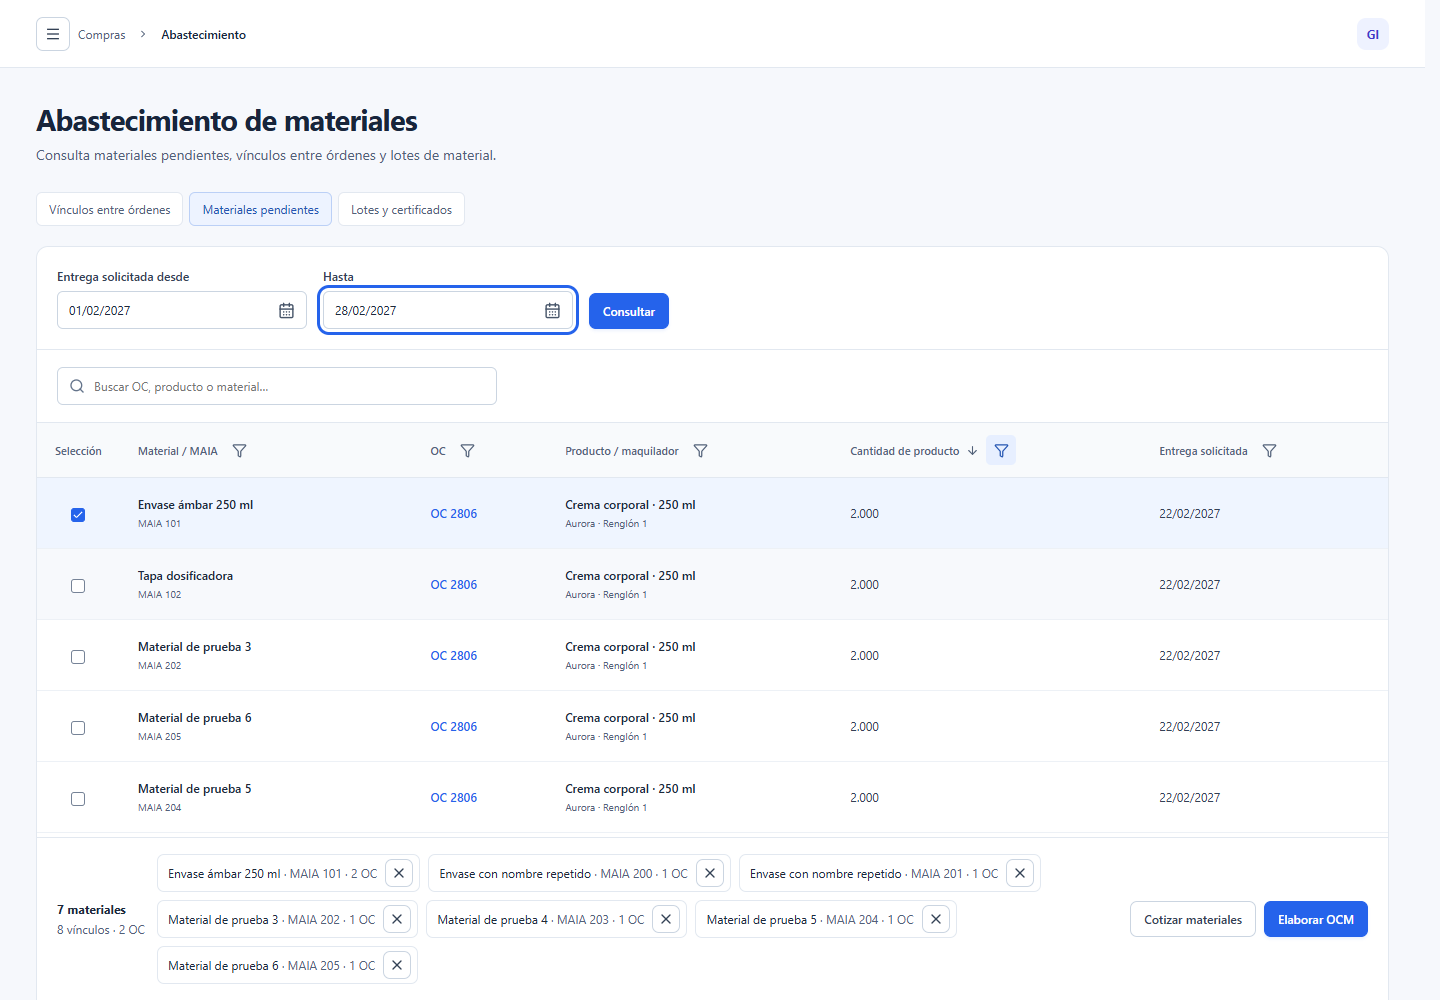 Compras > Abastecimiento
GI
Abastecimiento de materiales
Consulta materiales pendientes, vínculos entre órdenes y lotes de material.
Vínculos entre órdenes Materiales pendientes Lotes y certificados
Entrega solicitada desde Hasta
01/02/2027 28/02/2027 Consultar
Buscar OC, producto o material...
Selección Material / MAIA OC Producto / maquilador Cantidad de producto ↓ Entrega solicitada
Envase ámbar 250 ml OC 2806 Crema corporal · 250 ml 2.000 22/02/2027
MAIA 101 Aurora · Renglón 1
Tapa dosificadora OC 2806 Crema corporal · 250 ml 2.000 22/02/2027
MAIA 102 Aurora · Renglón 1
Material de prueba 3 OC 2806 Crema corporal · 250 ml 2.000 22/02/2027
MAIA 202 Aurora · Renglón 1
Material de prueba 6 OC 2806 Crema corporal · 250 ml 2.000 22/02/2027
MAIA 205 Aurora · Renglón 1
Material de prueba 5 OC 2806 Crema corporal · 250 ml 2.000 22/02/2027
MAIA 204 Aurora · Renglón 1
7 materiales
8 vínculos · 2 OC
Envase ámbar 250 ml · MAIA 101 · 2 OC Envase con nombre repetido · MAIA 200 · 1 OC Envase con nombre repetido · MAIA 201 · 1 OC
Material de prueba 3 · MAIA 202 · 1 OC Material de prueba 4 · MAIA 203 · 1 OC Material de prueba 5 · MAIA 204 · 1 OC
Material de prueba 6 · MAIA 205 · 1 OC
Cotizar materiales Elaborar OCM